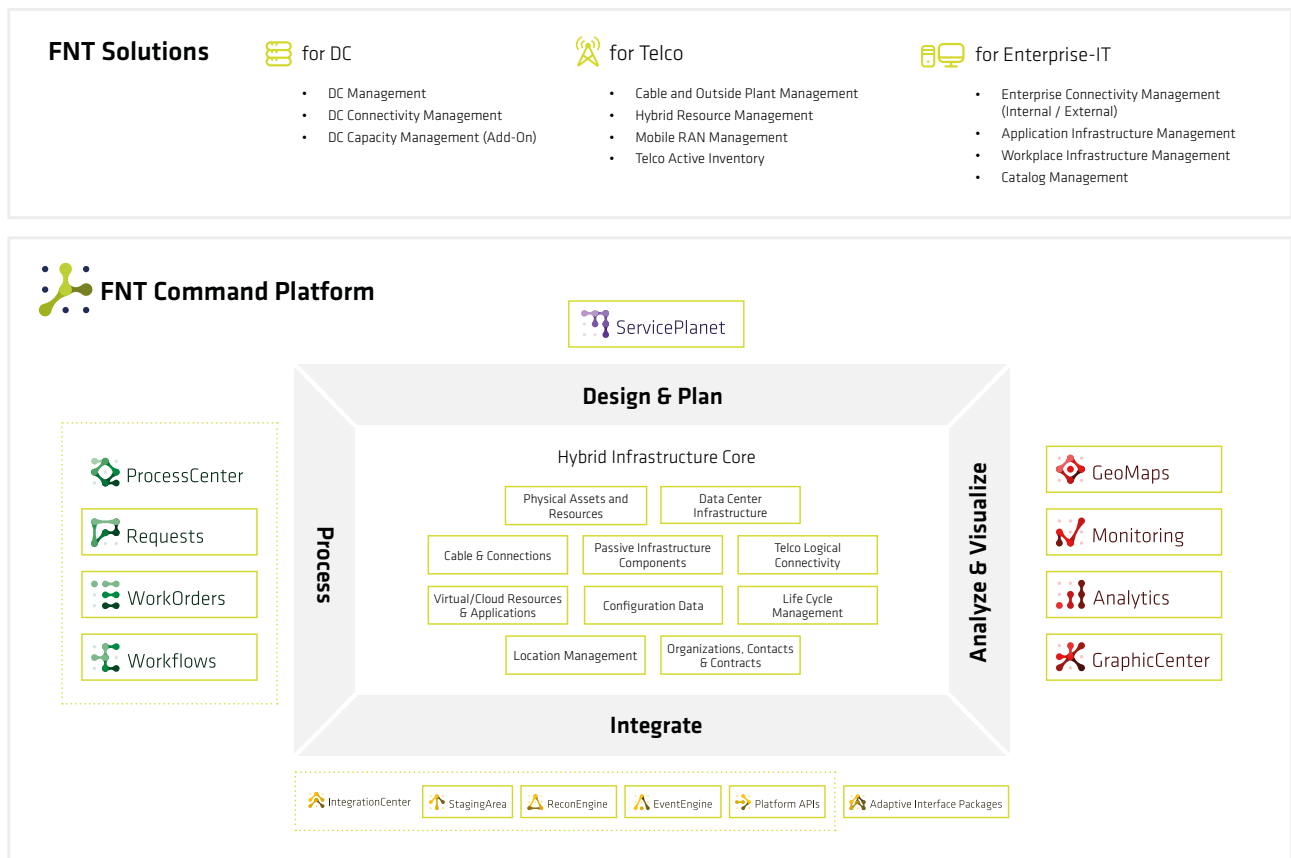 FNT Solutions
for DC
• DC Management
• DC Connectivity Management
• DC Capacity Management (Add-On)
for Telco
• Cable and Outside Plant Management
• Hybrid Resource Management
• Mobile RAN Management
• Telco Active Inventory
for Enterprise-IT
• Enterprise Connectivity Management
(Internal / External)
• Application Infrastructure Management
• Workplace Infrastructure Management
• Catalog Management
FNT Command Platform
ServicePlanet
Design & Plan
ProcessCenter
Requests
WorkOrders
Workflows
Process
Hybrid Infrastructure Core
Physical Assets and
Resources
Data Center
Infrastructure
Cable & Connections
Passive Infrastructure
Components
Telco Logical
Connectivity
Virtual/Cloud Resources
& Applications
Configuration Data
Life Cycle
Management
Location Management
Organizations, Contacts
& Contracts
Analyze & Visualize
GeoMaps
Monitoring
Analytics
GraphicCenter
Integrate
IntegrationCenter
StagingArea
ReconEngine
EventEngine
Platform APIs
Adaptive Interface Packages